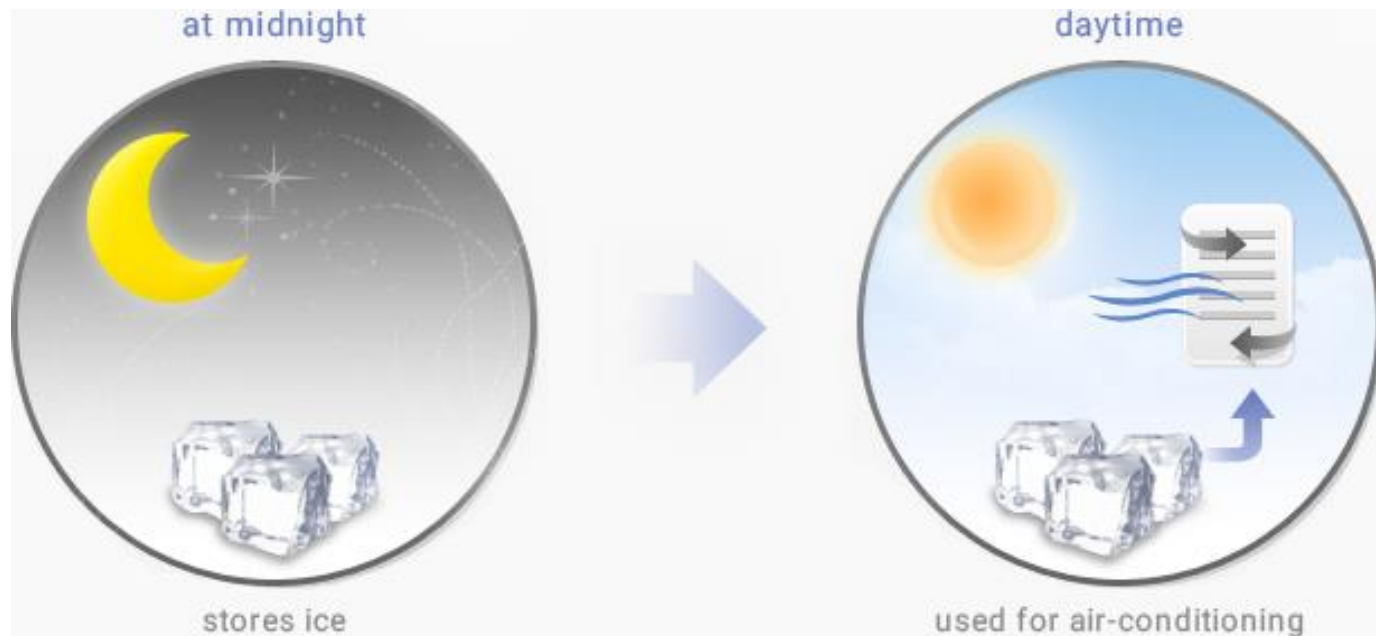 at midnight
daytime
stores ice
used for air-conditioning